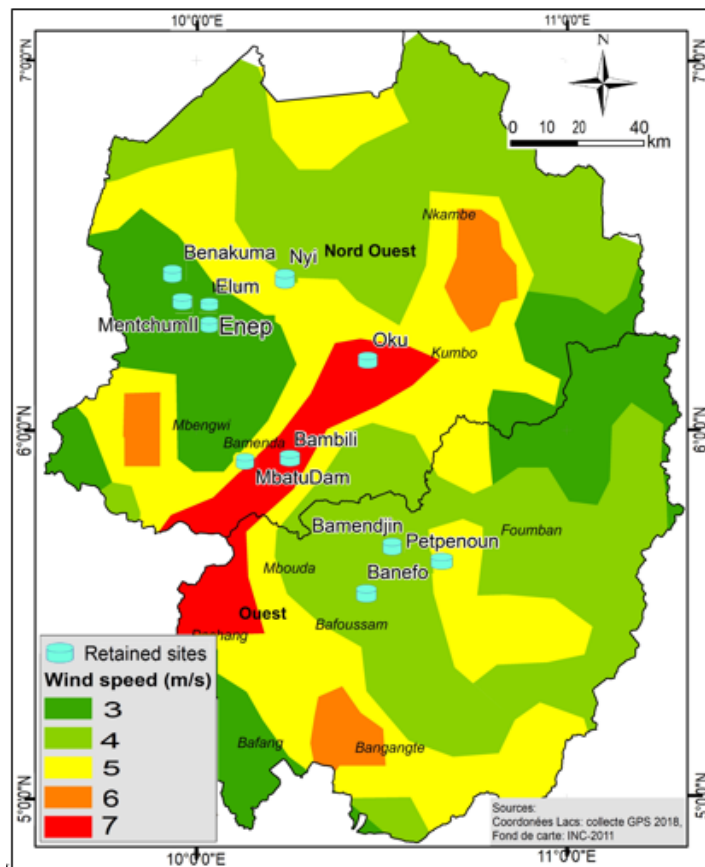 10°0'0"E 11°0'0"E
7°0'0"N 7°0'0"N
N
0 10 20 40
km
Nkambe
Benakuma Nyi Nord Ouest
Elum
MentchumII Enep
Oku Kumbo
6°0'0"N 6°0'0"N
Mbengwi
Bamenda Bambili
MbatuDam
Bamendjin Petpenoun Foumban
Mbouda Banefo
Ouest Bafoussam
Retained sites
Wind speed (m/s)
3
4
5
6
7
Bafang Bangangte
5°0'0"N 5°0'0"N
Sources:
Coordonées Lacs: collecte GPS 2018,
Fond de carte: INC-2011
10°0'0"E 11°0'0"E